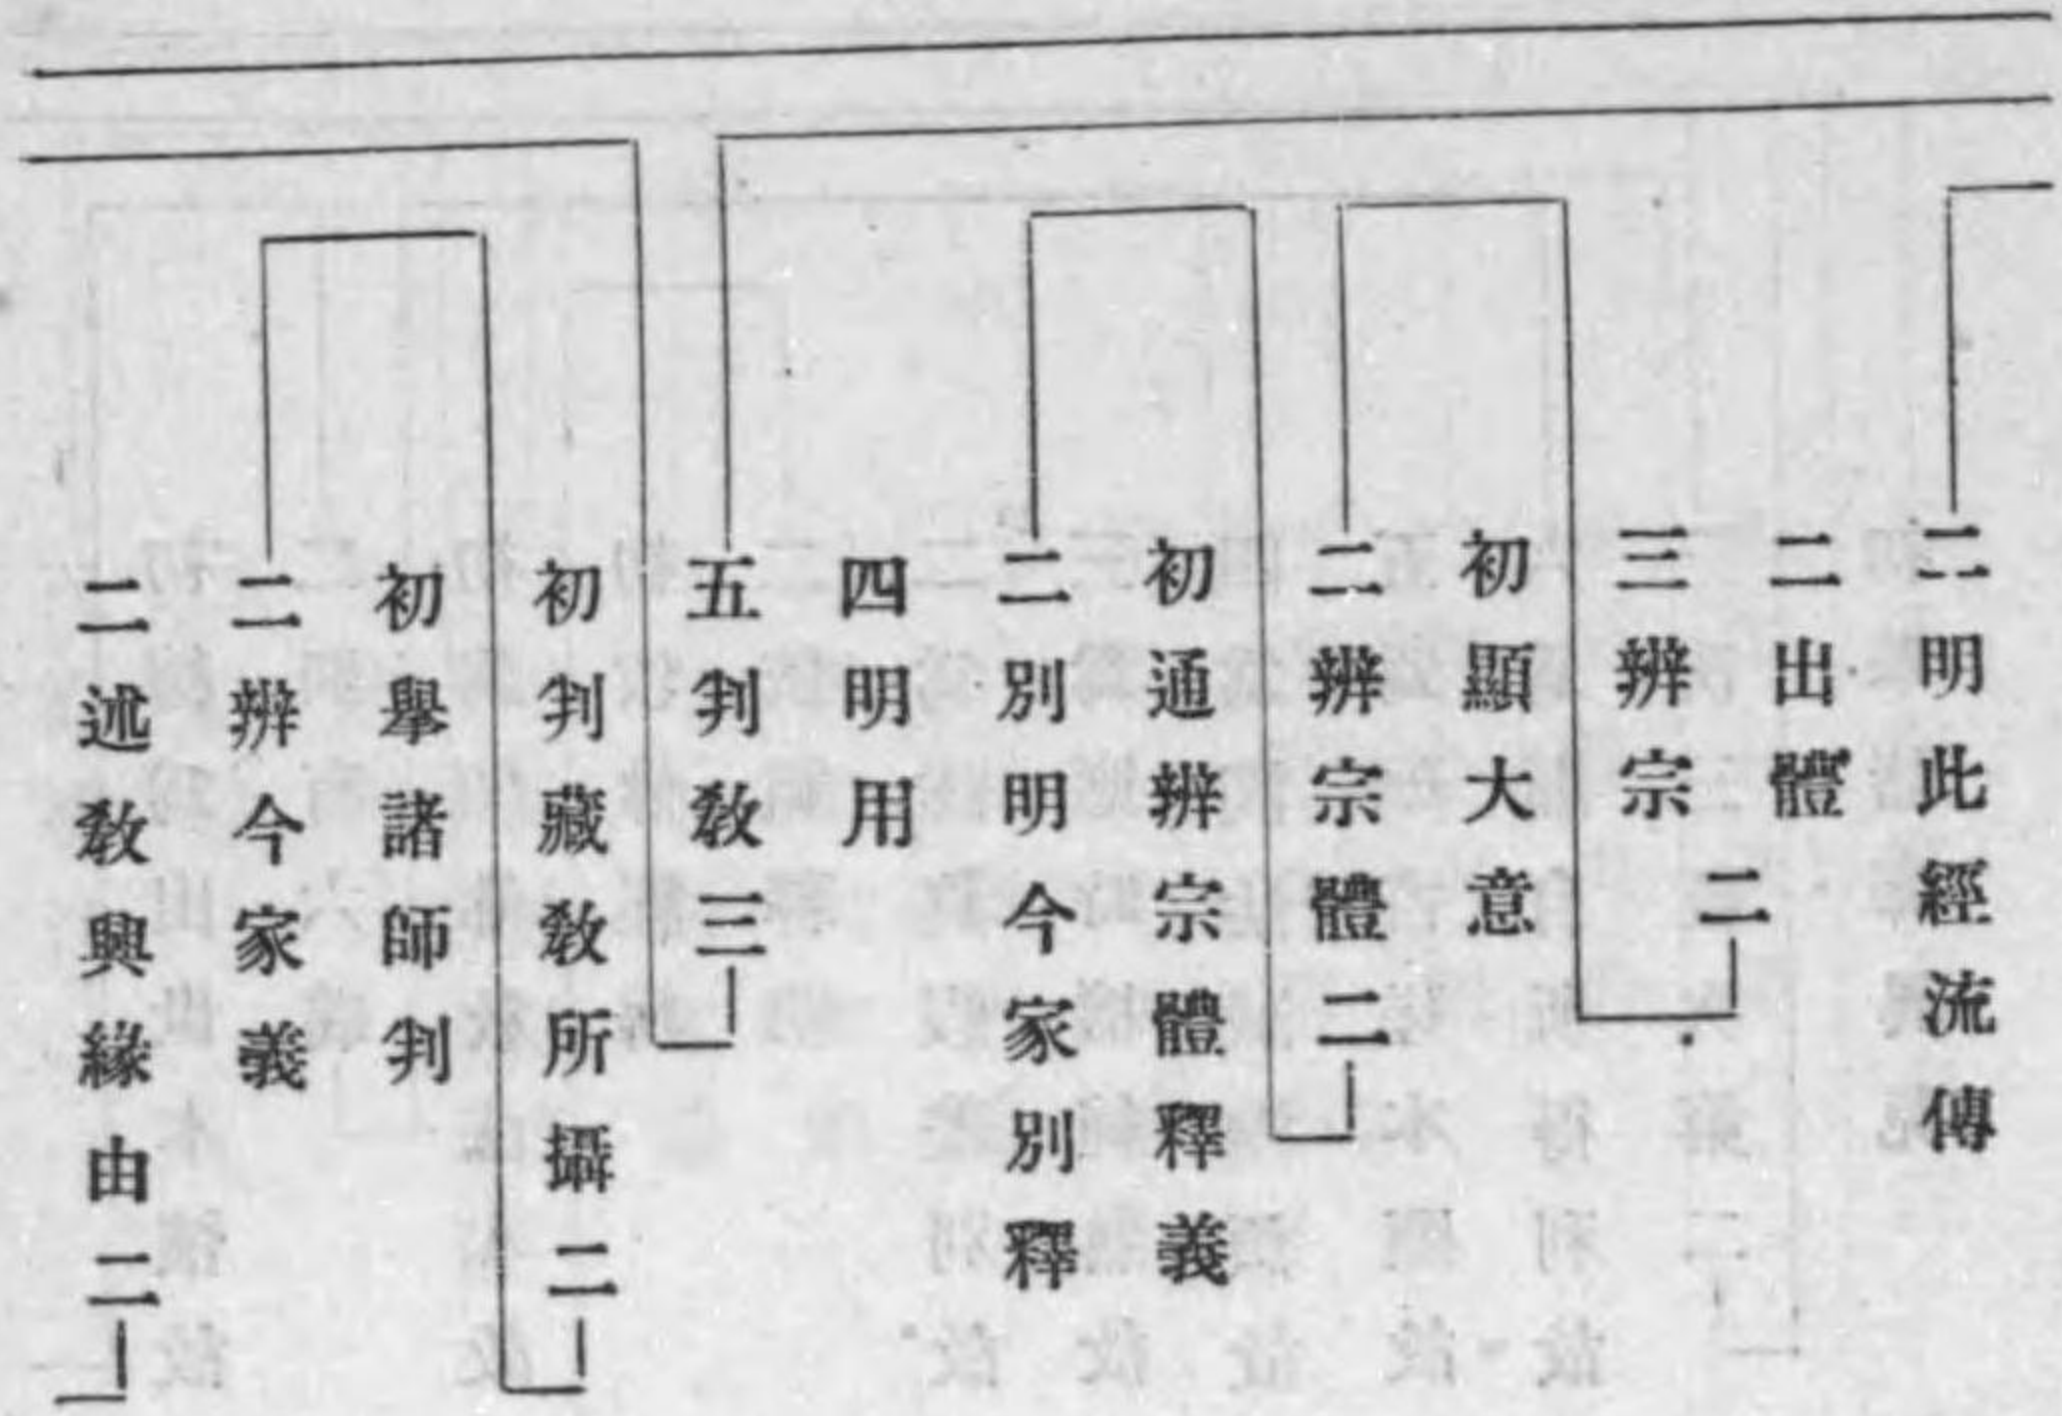 二明此經流傳
二出體
三辨宗二
初顯大意
二辨宗體二
初通辨宗體釋義
二別明今家別釋
四明用
五判教三
初判藏教所攝二
初舉諸師判
二辨今家義
二述教興緣由二